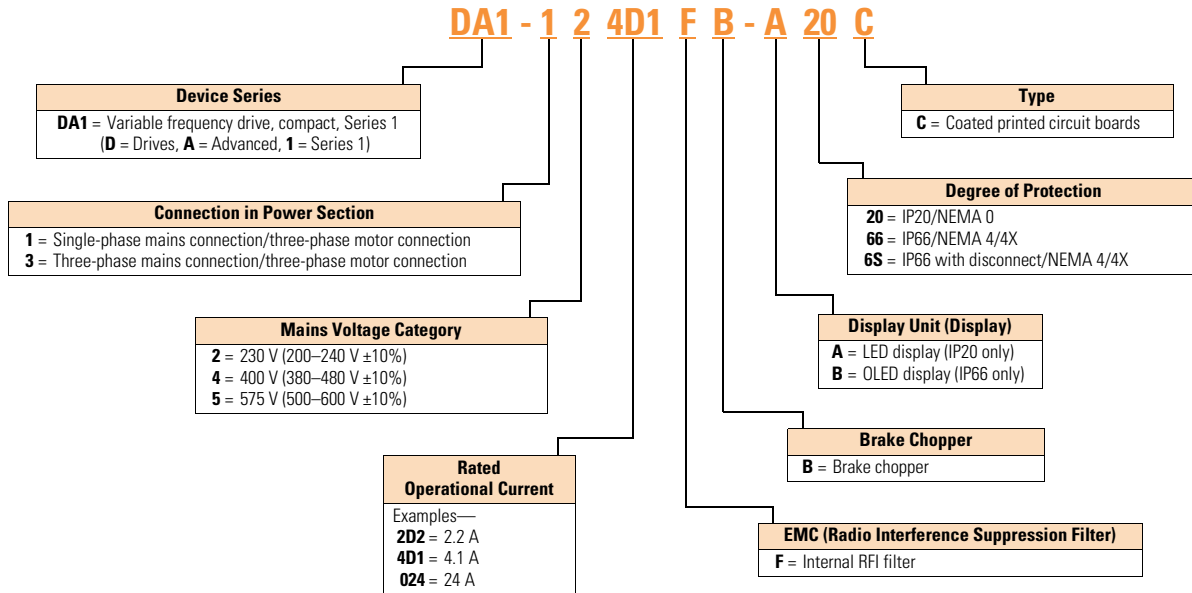 DA1 - 1 2 4D1 F B - A 20 C
Device Series
DA1 = Variable frequency drive, compact, Series 1
(D = Drives, A = Advanced, 1 = Series 1)
Type
C = Coated printed circuit boards
Connection in Power Section
1 = Single-phase mains connection/three-phase motor connection
3 = Three-phase mains connection/three-phase motor connection
Degree of Protection
20 = IP20/NEMA 0
66 = IP66/NEMA 4/4X
6S = IP66 with disconnect/NEMA 4/4X
Mains Voltage Category
2 = 230 V (200–240 V ±10%)
4 = 400 V (380–480 V ±10%)
5 = 575 V (500–600 V ±10%)
Display Unit (Display)
A = LED display (IP20 only)
B = OLED display (IP66 only)
Brake Chopper
B = Brake chopper
Rated
Operational Current
Examples—
2D2 = 2.2 A
4D1 = 4.1 A
024 = 24 A
EMC (Radio Interference Suppression Filter)
F = Internal RFI filter